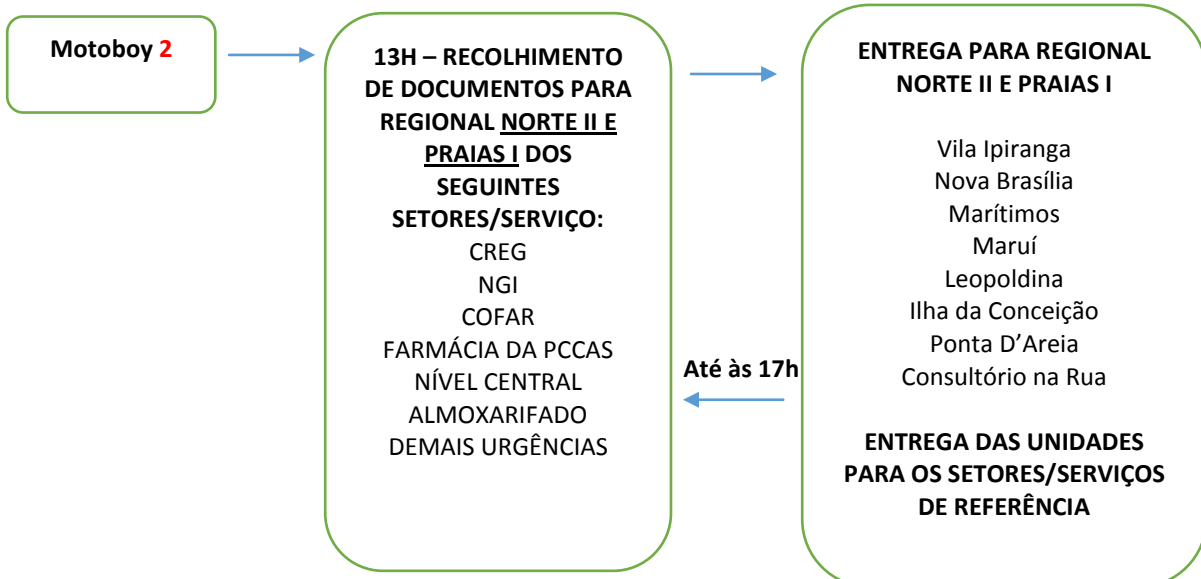 Motoboy 2
13H – RECOLHIMENTO
DE DOCUMENTOS PARA
REGIONAL NORTE II E
PRAIAS I DOS
SEGUINTES
SETORES/SERVIÇO:
CREG
NGI
COFAR
FARMÁCIA DA PCCAS
NÍVEL CENTRAL
ALMOXARIFADO
DEMAIS URGÊNCIAS
Até às 17h
ENTREGA PARA REGIONAL
NORTE II E PRAIAS I
Vila Ipiranga
Nova Brasília
Marítimos
Maruí
Leopoldina
Ilha da Conceição
Ponta D’Areia
Consultório na Rua
ENTREGA DAS UNIDADES
PARA OS SETORES/SERVIÇOS
DE REFERÊNCIA